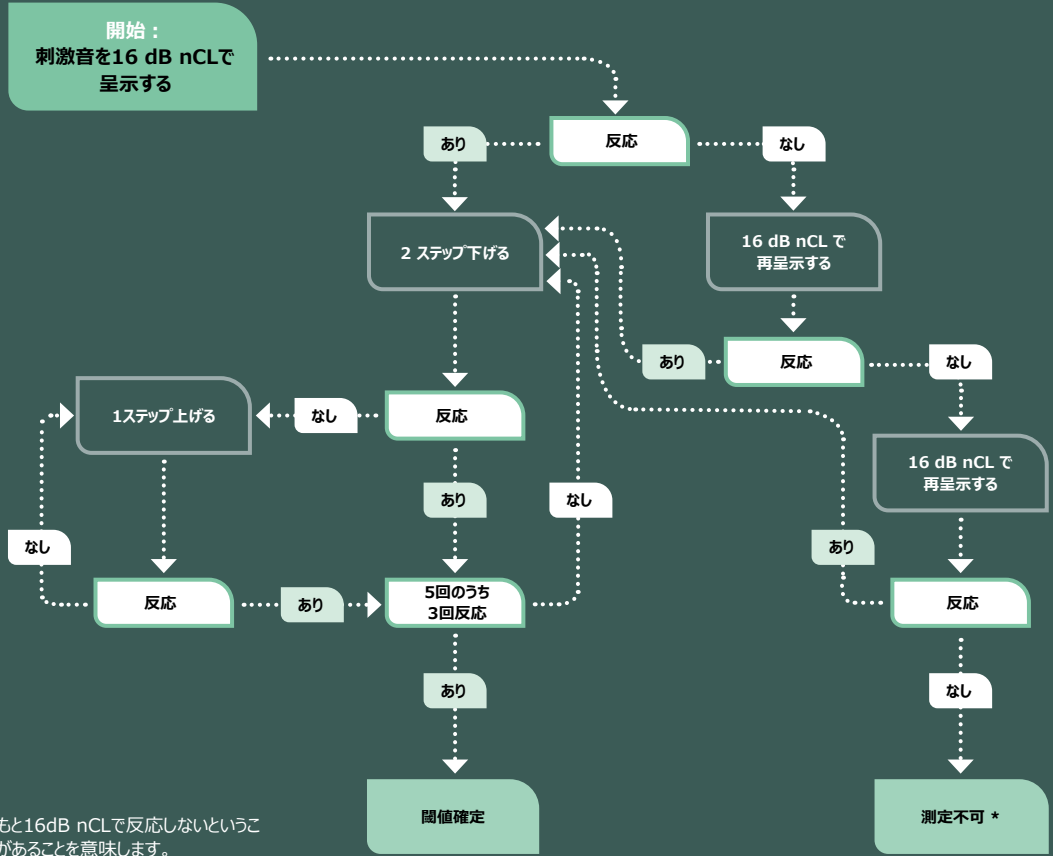 開始：
刺激音を16 dB nCLで
呈示する
反応
あり
なし
2 ステップ下げる
16 dB nCL で
再呈示する
あり
反応
なし
1ステップ上げる
なし
反応
16 dB nCL で
再呈示する
あり
なし
なし
あり
反応
あり
5回のうち
3回反応
反応
あり
なし
閾値確定
測定不可 *
もと16dB nCLで反応しないというこ
があることを意味します。